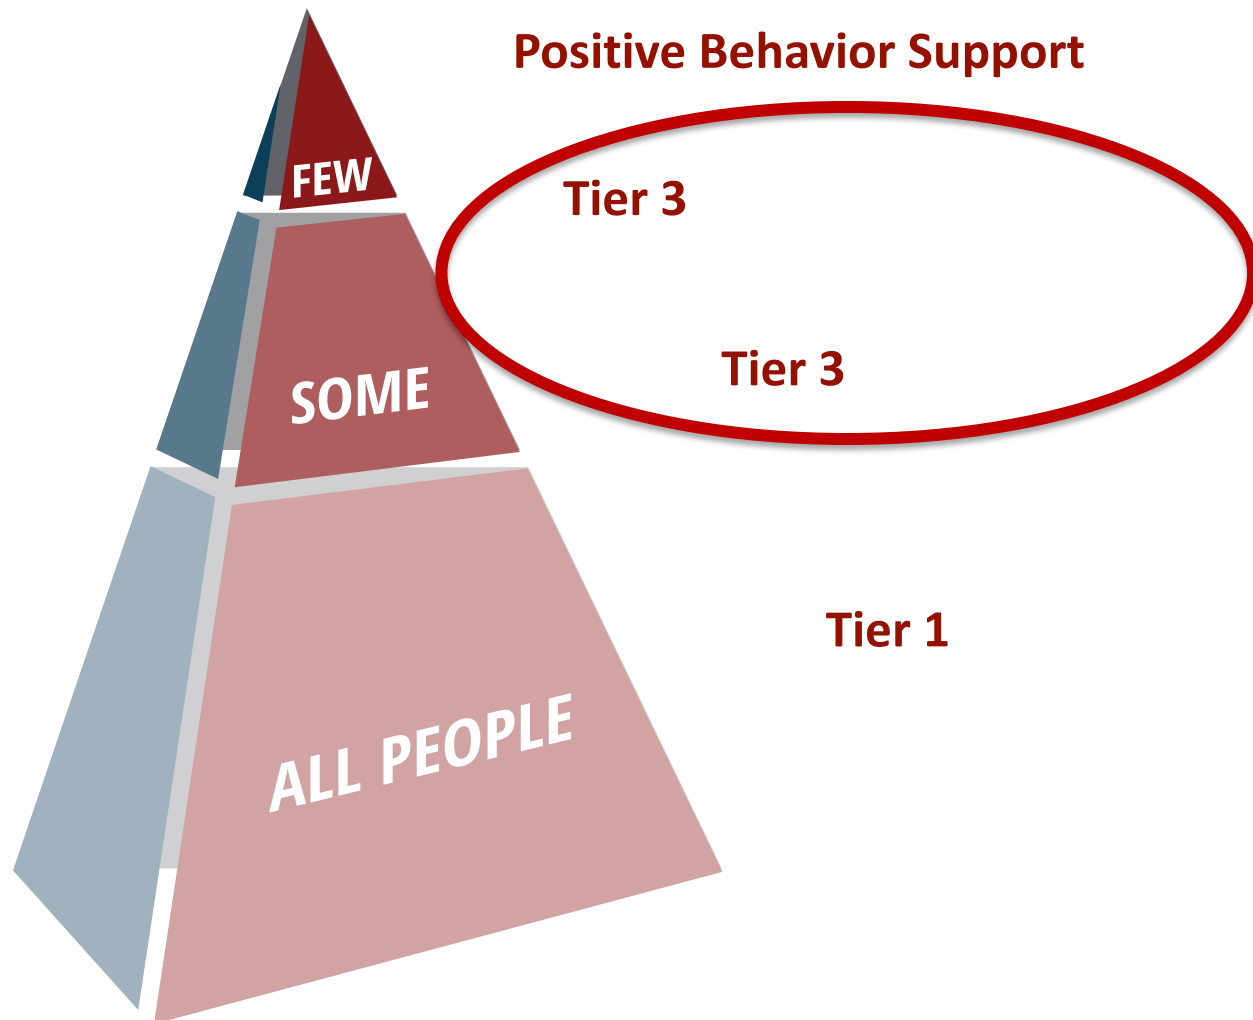 Positive Behavior Support
FEW
Tier 3
SOME
Tier 3
Tier 1
ALL PEOPLE